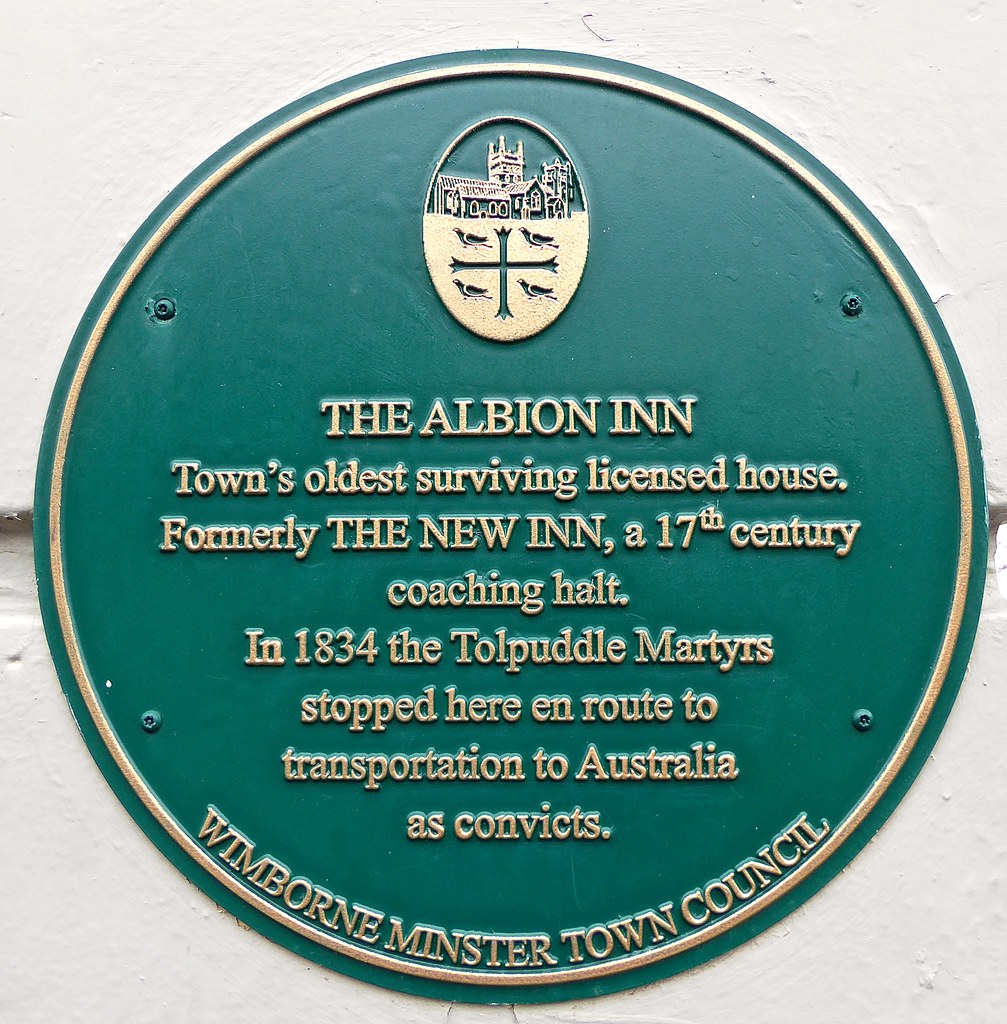 THE ALBION INN
Town's oldest surviving licensed house.
Formerly THE NEW INN, a 17th century
coaching halt.
In 1834 the Tolpuddle Martyrs
stopped here en route to
transportation to Australia
as convicts.
WIMBORNE MINSTER TOWN COUNCIL